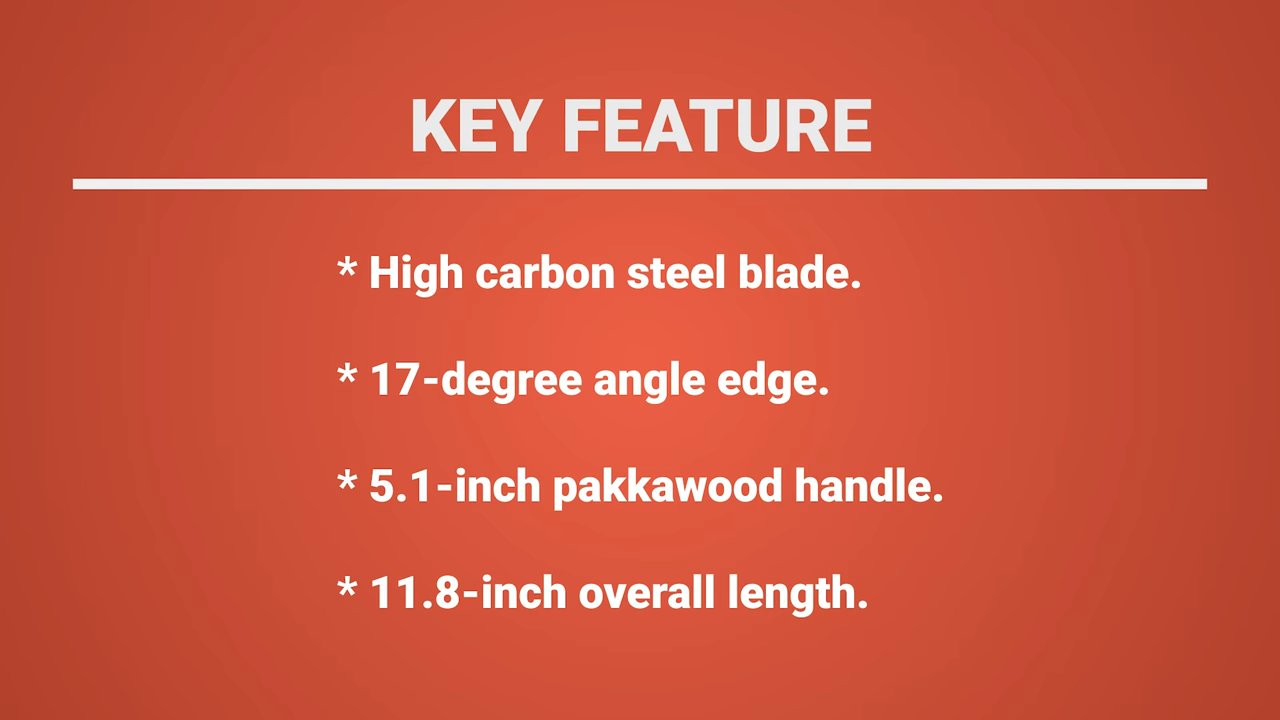 KEY FEATURE
* High carbon steel blade.
* 17-degree angle edge.
* 5.1-inch pakkawood handle.
* 11.8-inch overall length.